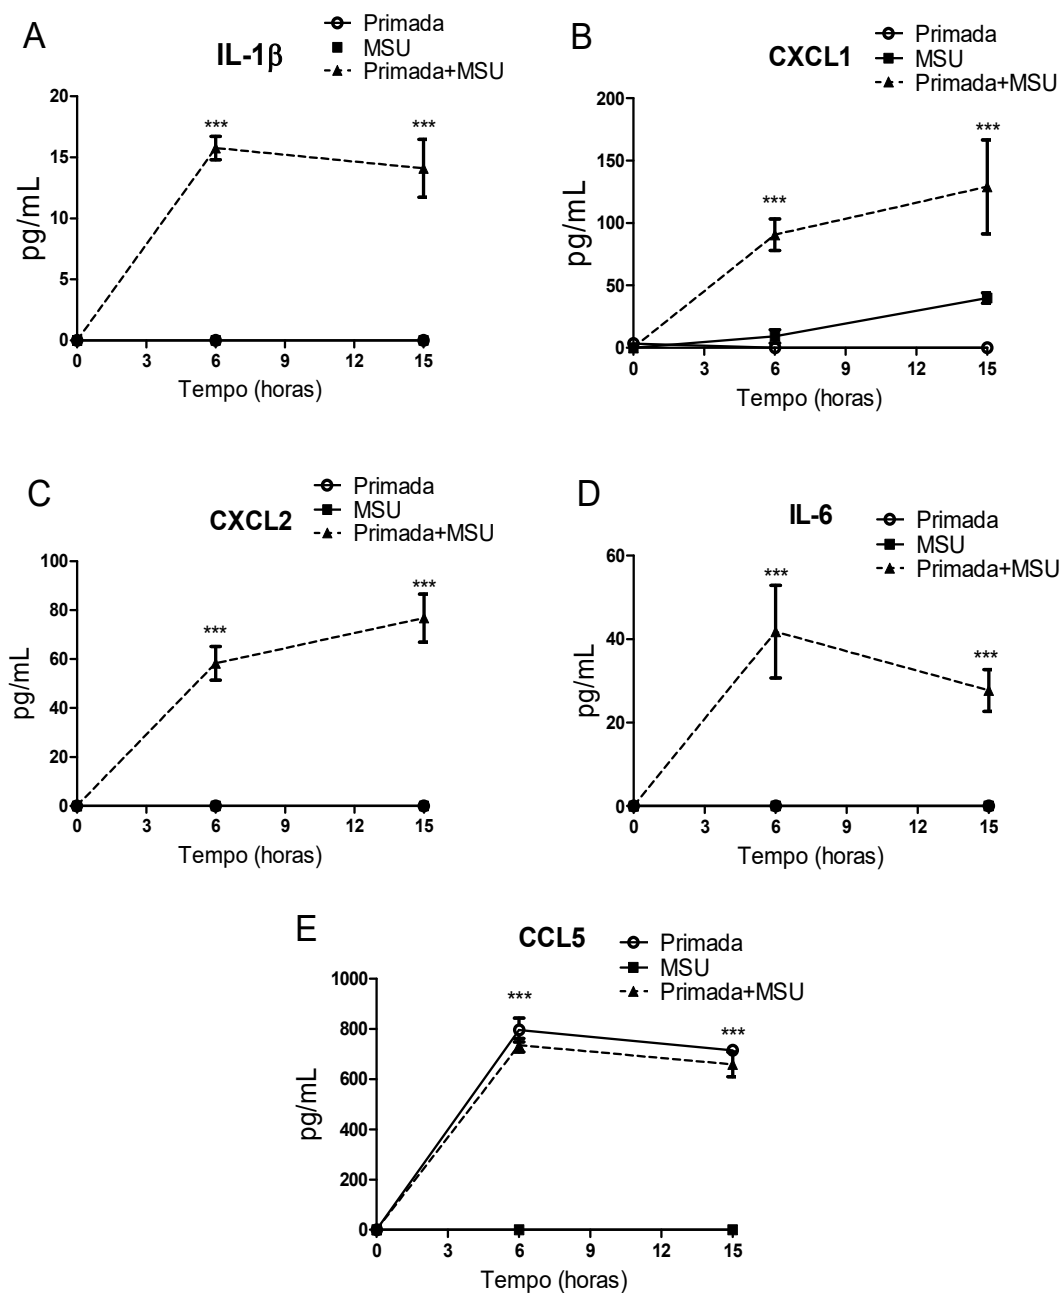 A
IL-1β
Primada
MSU
Primada+MSU
20
15
10
5
0
pg/mL
***
***
0 3 6 9 12 15
Tempo (horas)
B
CXCL1
Primada
MSU
Primada+MSU
200
150
100
50
0
pg/mL
***
***
0 3 6 9 12 15
Tempo (horas)
C
CXCL2
Primada
MSU
Primada+MSU
100
80
60
40
20
0
pg/mL
***
***
0 3 6 9 12 15
Tempo (horas)
D
IL-6
Primada
MSU
Primada+MSU
60
40
20
0
pg/mL
***
***
0 3 6 9 12 15
Tempo (horas)
E
CCL5
Primada
MSU
Primada+MSU
1000
800
600
400
200
0
pg/mL
***
***
0 3 6 9 12 15
Tempo (horas)